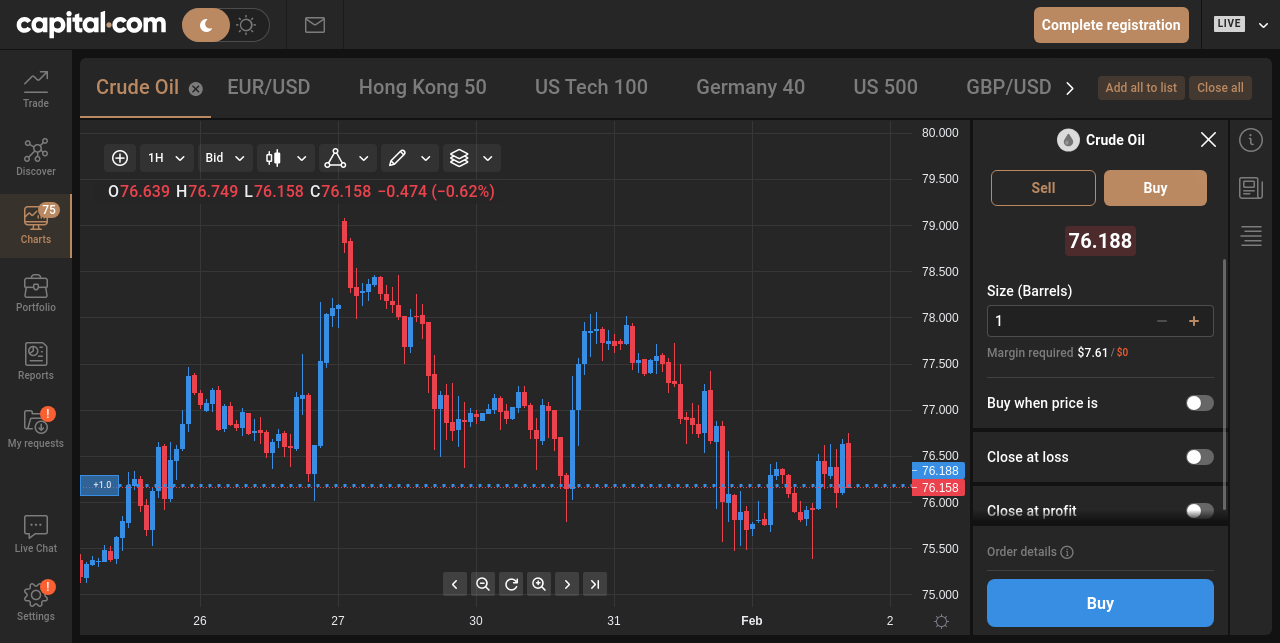 capital.com
Complete registration
LIVE
Trade
Discover
75
Charts
Portfolio
Reports
!
My requests
Live Chat
!
Settings
Crude Oil
EUR/USD
Hong Kong 50
US Tech 100
Germany 40
US 500
GBP/USD
Add all to list
Close all
1H
Bid
O76.639 H76.749 L76.158 C76.158 −0.474 (−0.62%)
80.000
79.500
79.000
78.500
78.000
77.500
77.000
76.500
76.188
76.158
76.000
75.500
75.000
+1.0
26
27
30
31
Feb
2
Crude Oil
Sell
Buy
76.188
Size (Barrels)
1
Margin required $7.61 / $0
Buy when price is
Close at loss
Close at profit
Order details
Buy